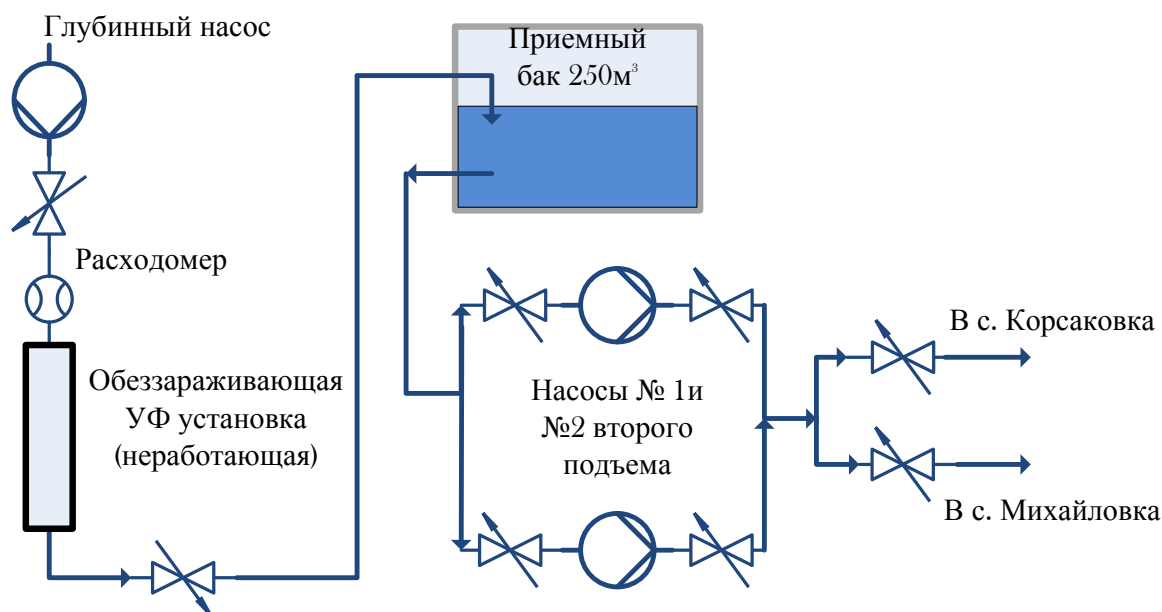 Глубинный насос
Приемный
бак 250м³
Расходомер
Обеззараживающая
УФ установка
(неработающая)
Насосы № 1и
№2 второго
подъема
В с. Корсаковка
В с. Михайловка